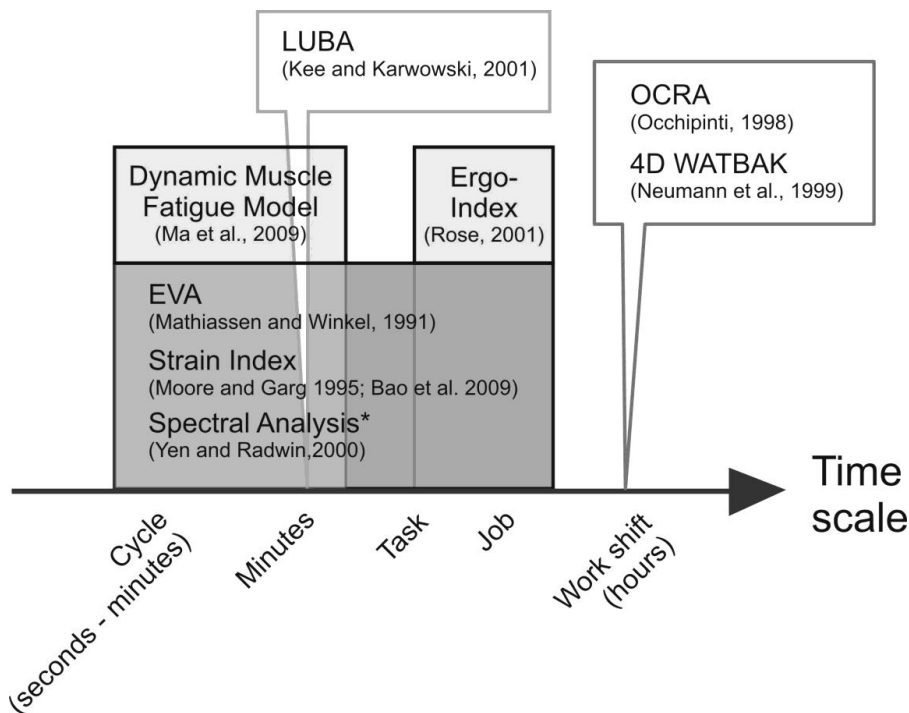 LUBA
(Kee and Karwowski, 2001)
OCRA
(Occhipinti, 1998)
4D WATBAK
(Neumann et al., 1999)
Dynamic Muscle
Fatigue Model
(Ma et al., 2009)
Ergo-
Index
(Rose, 2001)
EVA
(Mathiassen and Winkel, 1991)
Strain Index
(Moore and Garg 1995; Bao et al. 2009)
Spectral Analysis*
(Yen and Radwin,2000)
Time
scale
Cycle
(seconds - minutes)
Minutes
Task
Job
Work shift
(hours)